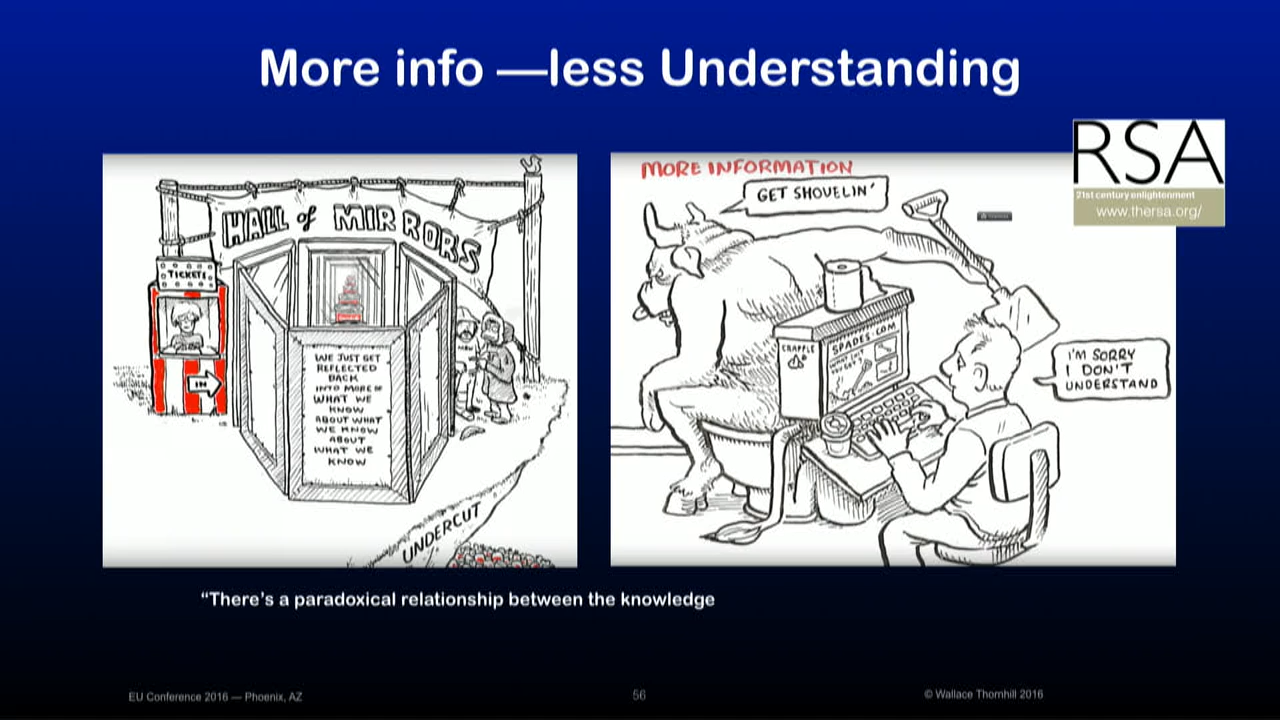 More info —less Understanding
RSA
21st century enlightenment
www.thersa.org/
HALL of MIRRORS
TICKETS
IN
WE JUST GET
REFLECTED
BACK
INTO MORE OF
WHAT WE
KNOW
ABOUT WHAT
WE KNOW
ABOUT
WHAT WE
KNOW
UNDERCUT
MORE INFORMATION
GET SHOVELIN'
CRAPPLE
SPADES.COM
I'M SORRY
I DON'T
UNDERSTAND
“There's a paradoxical relationship between the knowledge
EU Conference 2016 — Phoenix, AZ
56
© Wallace Thornhill 2016